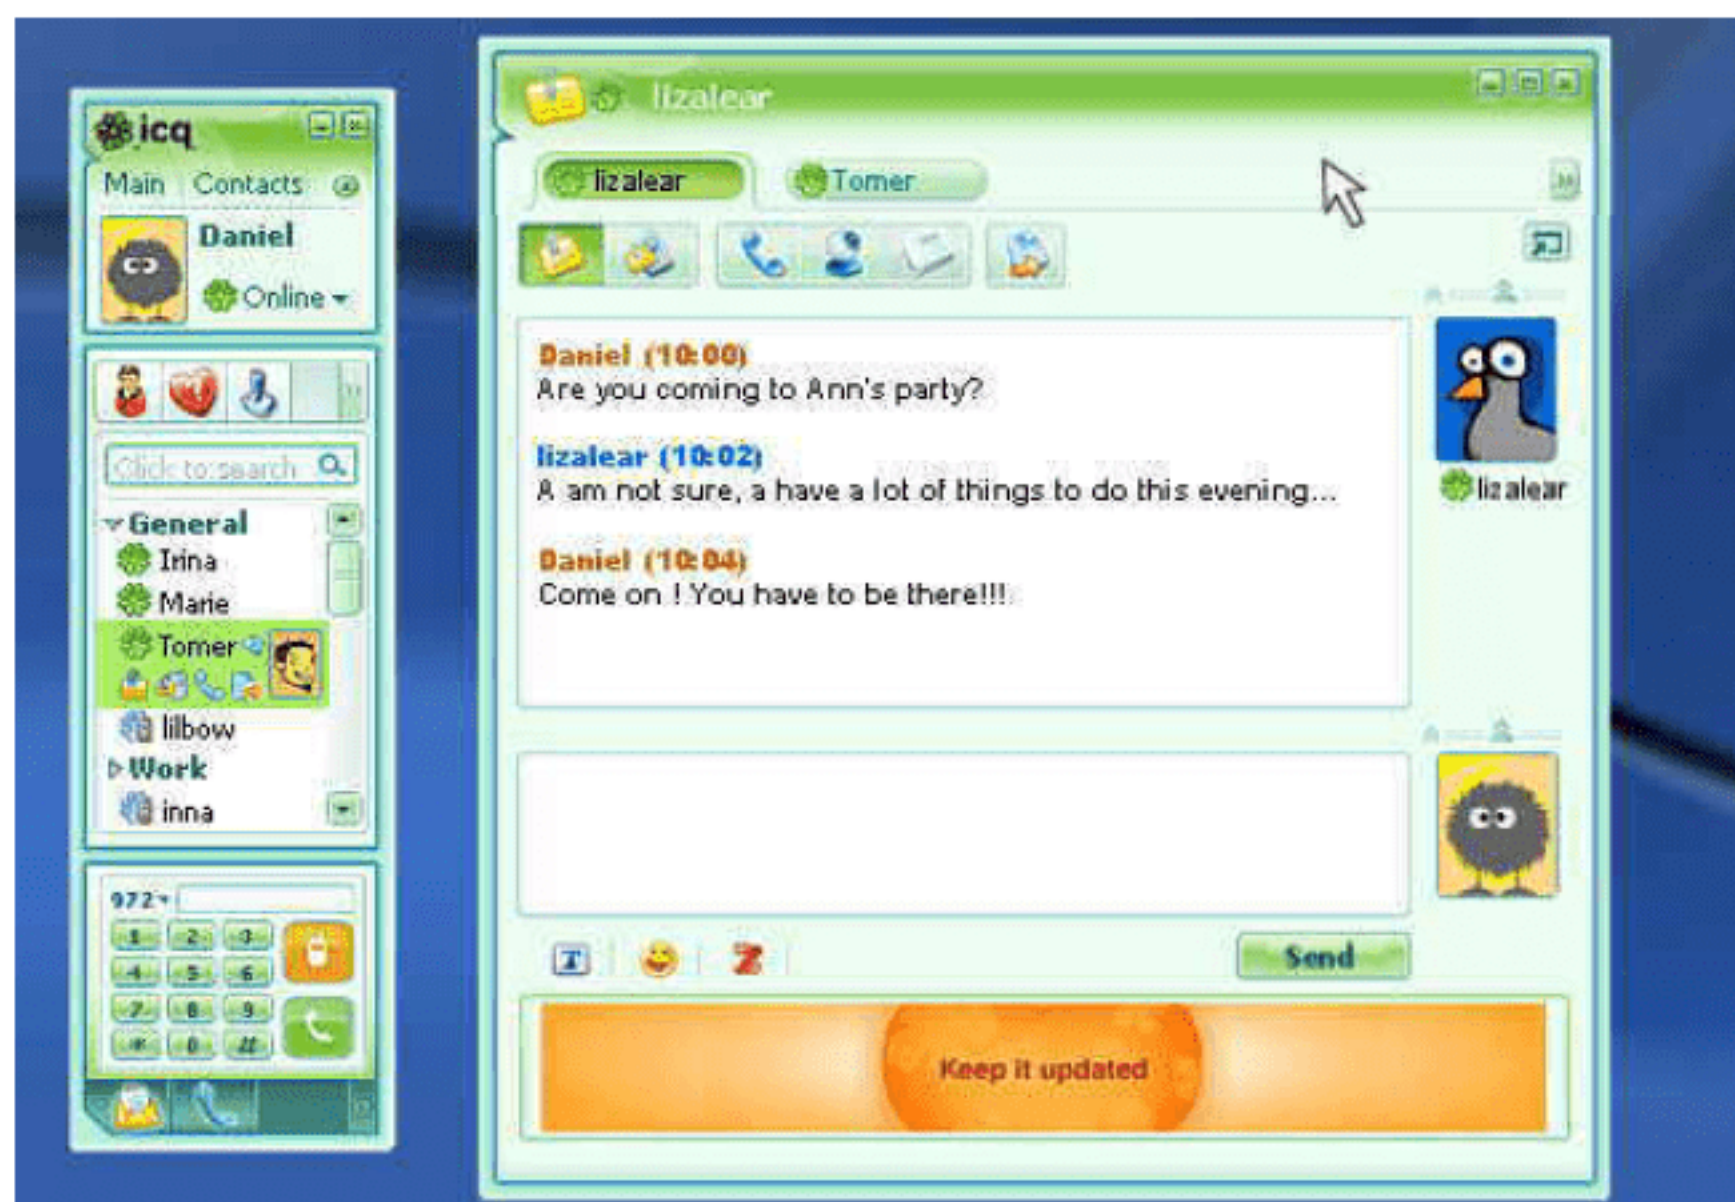 icq
Main Contacts
Daniel
Online
Click to search
General
Irina
Marie
Tomer
lilbow
Work
inna
972
1 2 3
4 5 6
7 8 9
* 0 #
lizalear
lizalear Tomer
Daniel (10:00)
Are you coming to Ann's party?
lizalear (10:02)
A am not sure, a have a lot of things to do this evening...
Daniel (10:04)
Come on ! You have to be there!!!
lizalear
Send
Keep it updated